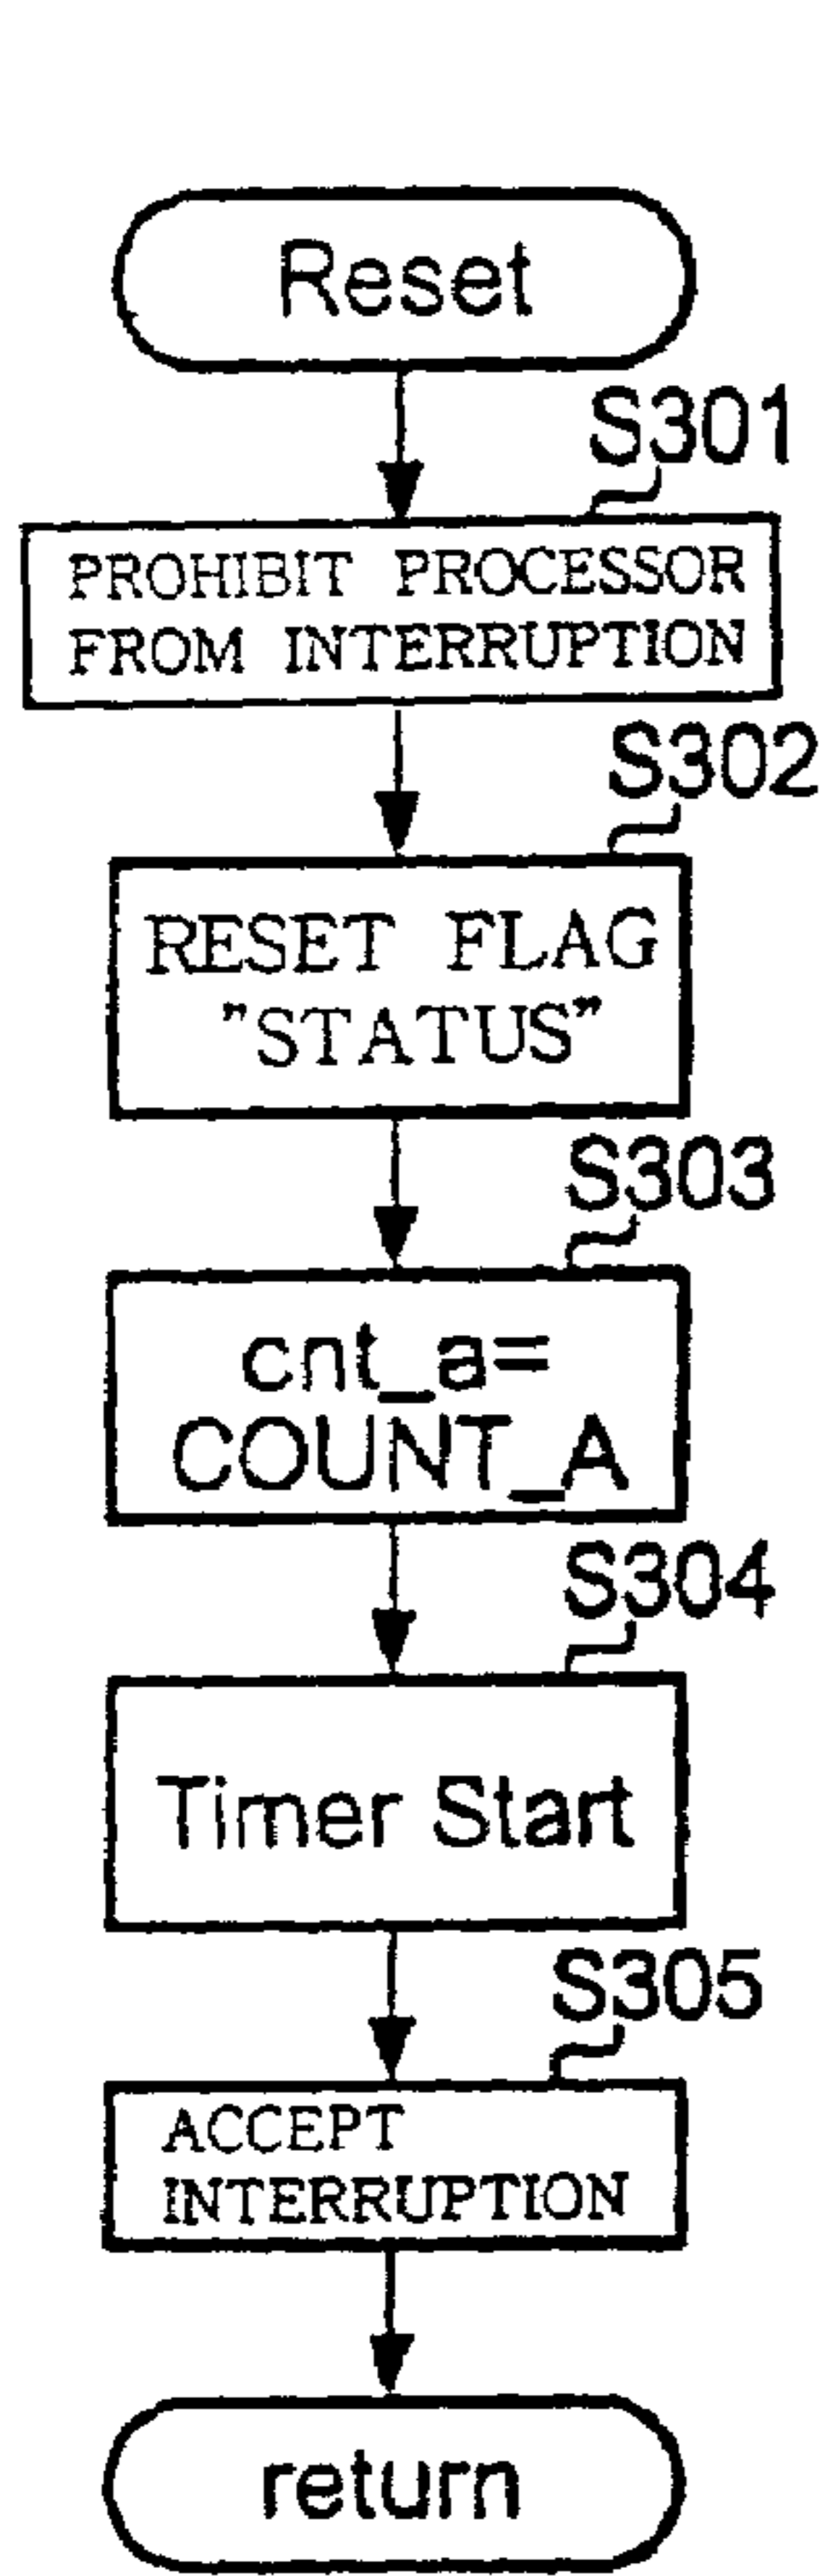 Reset
S301
PROHIBIT PROCESSOR
FROM INTERRUPTION
S302
RESET FLAG
"STATUS"
S303
cnt_a=
COUNT_A
S304
Timer Start
S305
ACCEPT
INTERRUPTION
return